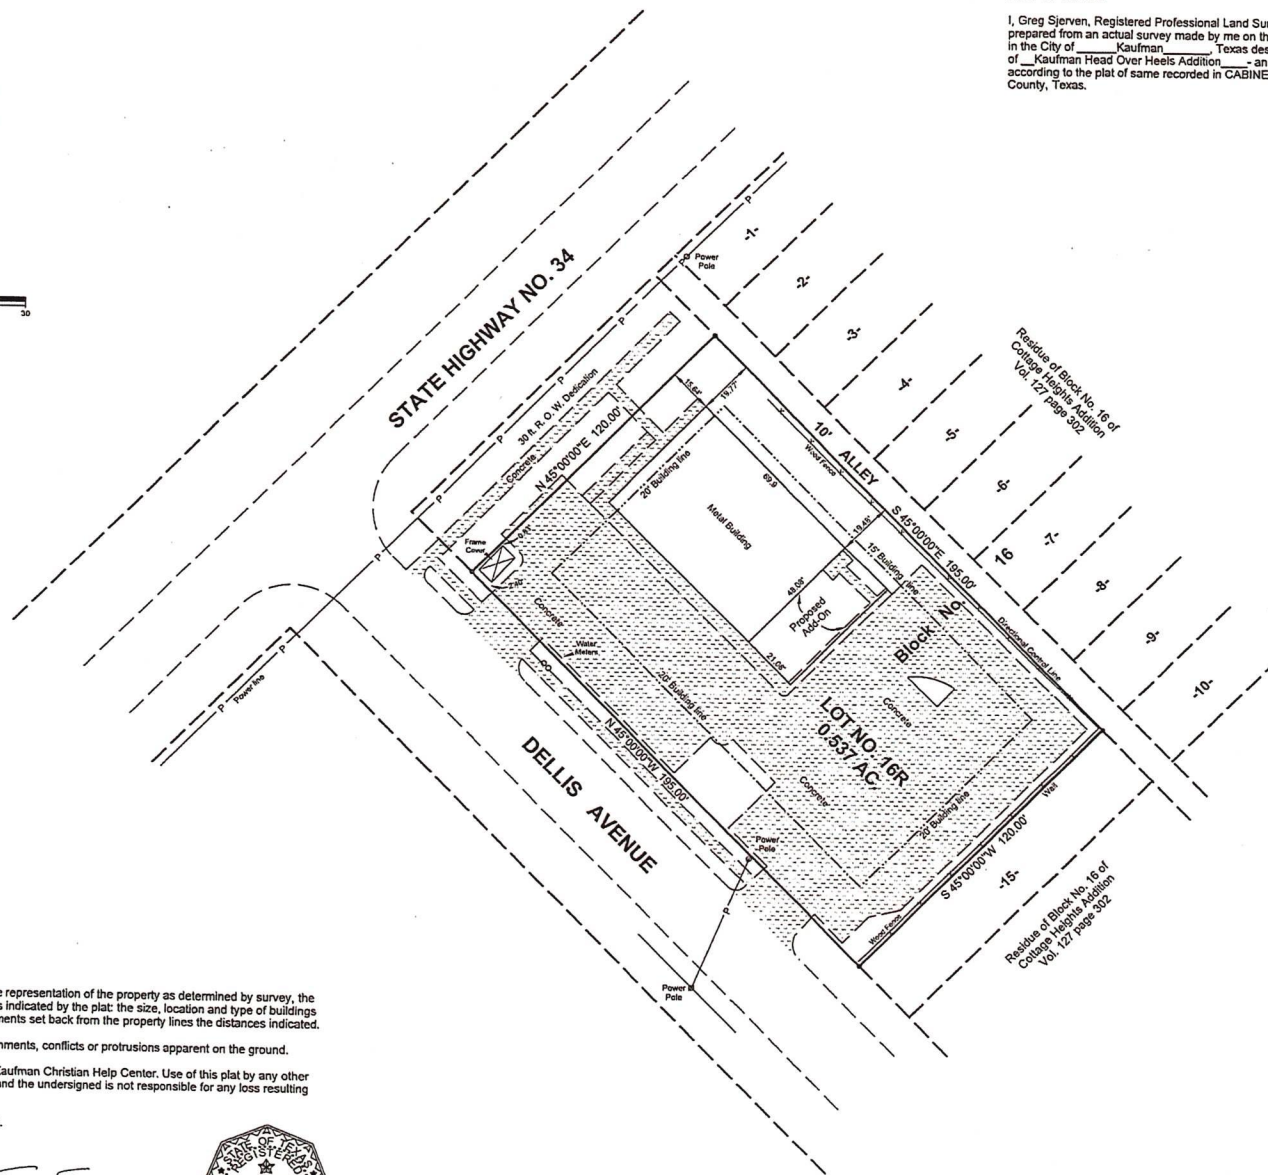 I, Greg Sjerven, Registered Professional Land Sur
prepared from an actual survey made by me on th
in the City of ______Kaufman_______, Texas des
of __Kaufman Head Over Heels Addition____- an
according to the plat of same recorded in CABINE
County, Texas.
30
STATE HIGHWAY NO. 34
P
P
Power
Pole
P
P
P
P
P
P
P
P
Power line
30 ft. R. O. W. Dedication
Concrete
N 45°00'00"E 120.00'
20' Building line
15.64'
19.77'
-1-
-2-
-3-
-4-
-5-
-6-
-7-
-8-
-9-
-10-
16
Residue of Block No. 16 of
Cottage Heights Addition
Vol. 127 page 302
10' ALLEY
Wood Fence
69.9
Metal Building
19.45'
S 45°00'00"E 195.00'
15' Building line
48.08'
Proposed
Add-On
21.08'
Block No.
Directional Control Line
Frame
Cover
Concrete
Water
Meters
20' Building line
N 45°00'00"W 195.00'
LOT NO. 16R
0.537 AC.
Concrete
Concrete
20' Building line
Wall
S 45°00'00"W 120.00'
Wood Fence
-15-
Residue of Block No. 16 of
Cottage Heights Addition
Vol. 127 page 302
DELLIS AVENUE
Power
Pole
P
Power
Pole
e representation of the property as determined by survey, the
s indicated by the plat: the size, location and type of buildings
ments set back from the property lines the distances indicated.
hments, conflicts or protrusions apparent on the ground.
Kaufman Christian Help Center. Use of this plat by any other
and the undersigned is not responsible for any loss resulting
STATE OF TEXAS
REGISTERED